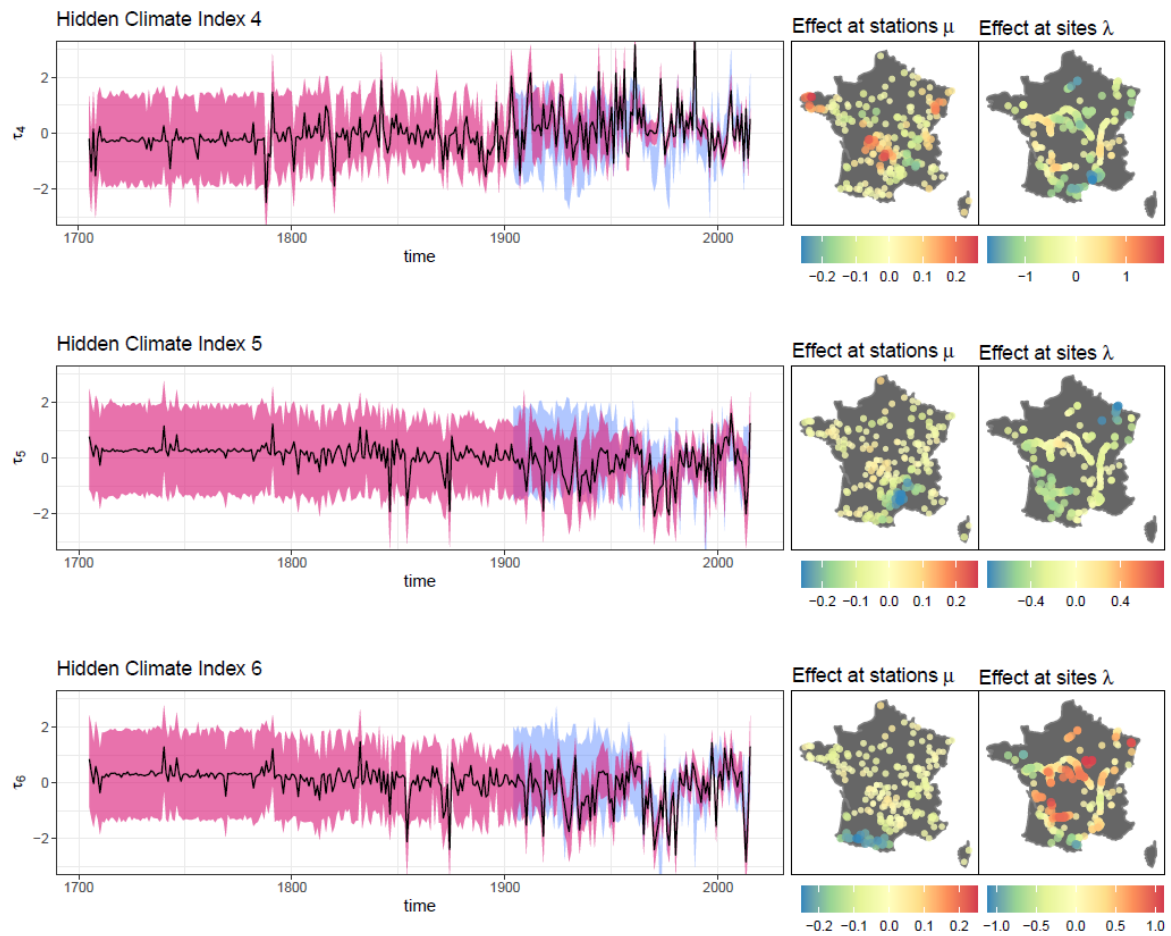 Hidden Climate Index 4
Effect at stations μ
Effect at sites λ
2
0
−2
τ4
1700 1800 1900 2000
time
−0.2 −0.1 0.0 0.1 0.2
−1 0 1
Hidden Climate Index 5
Effect at stations μ
Effect at sites λ
2
0
−2
τ5
1700 1800 1900 2000
time
−0.2 −0.1 0.0 0.1 0.2
−0.4 0.0 0.4
Hidden Climate Index 6
Effect at stations μ
Effect at sites λ
2
0
−2
τ6
1700 1800 1900 2000
time
−0.2 −0.1 0.0 0.1 0.2
−1.0 −0.5 0.0 0.5 1.0